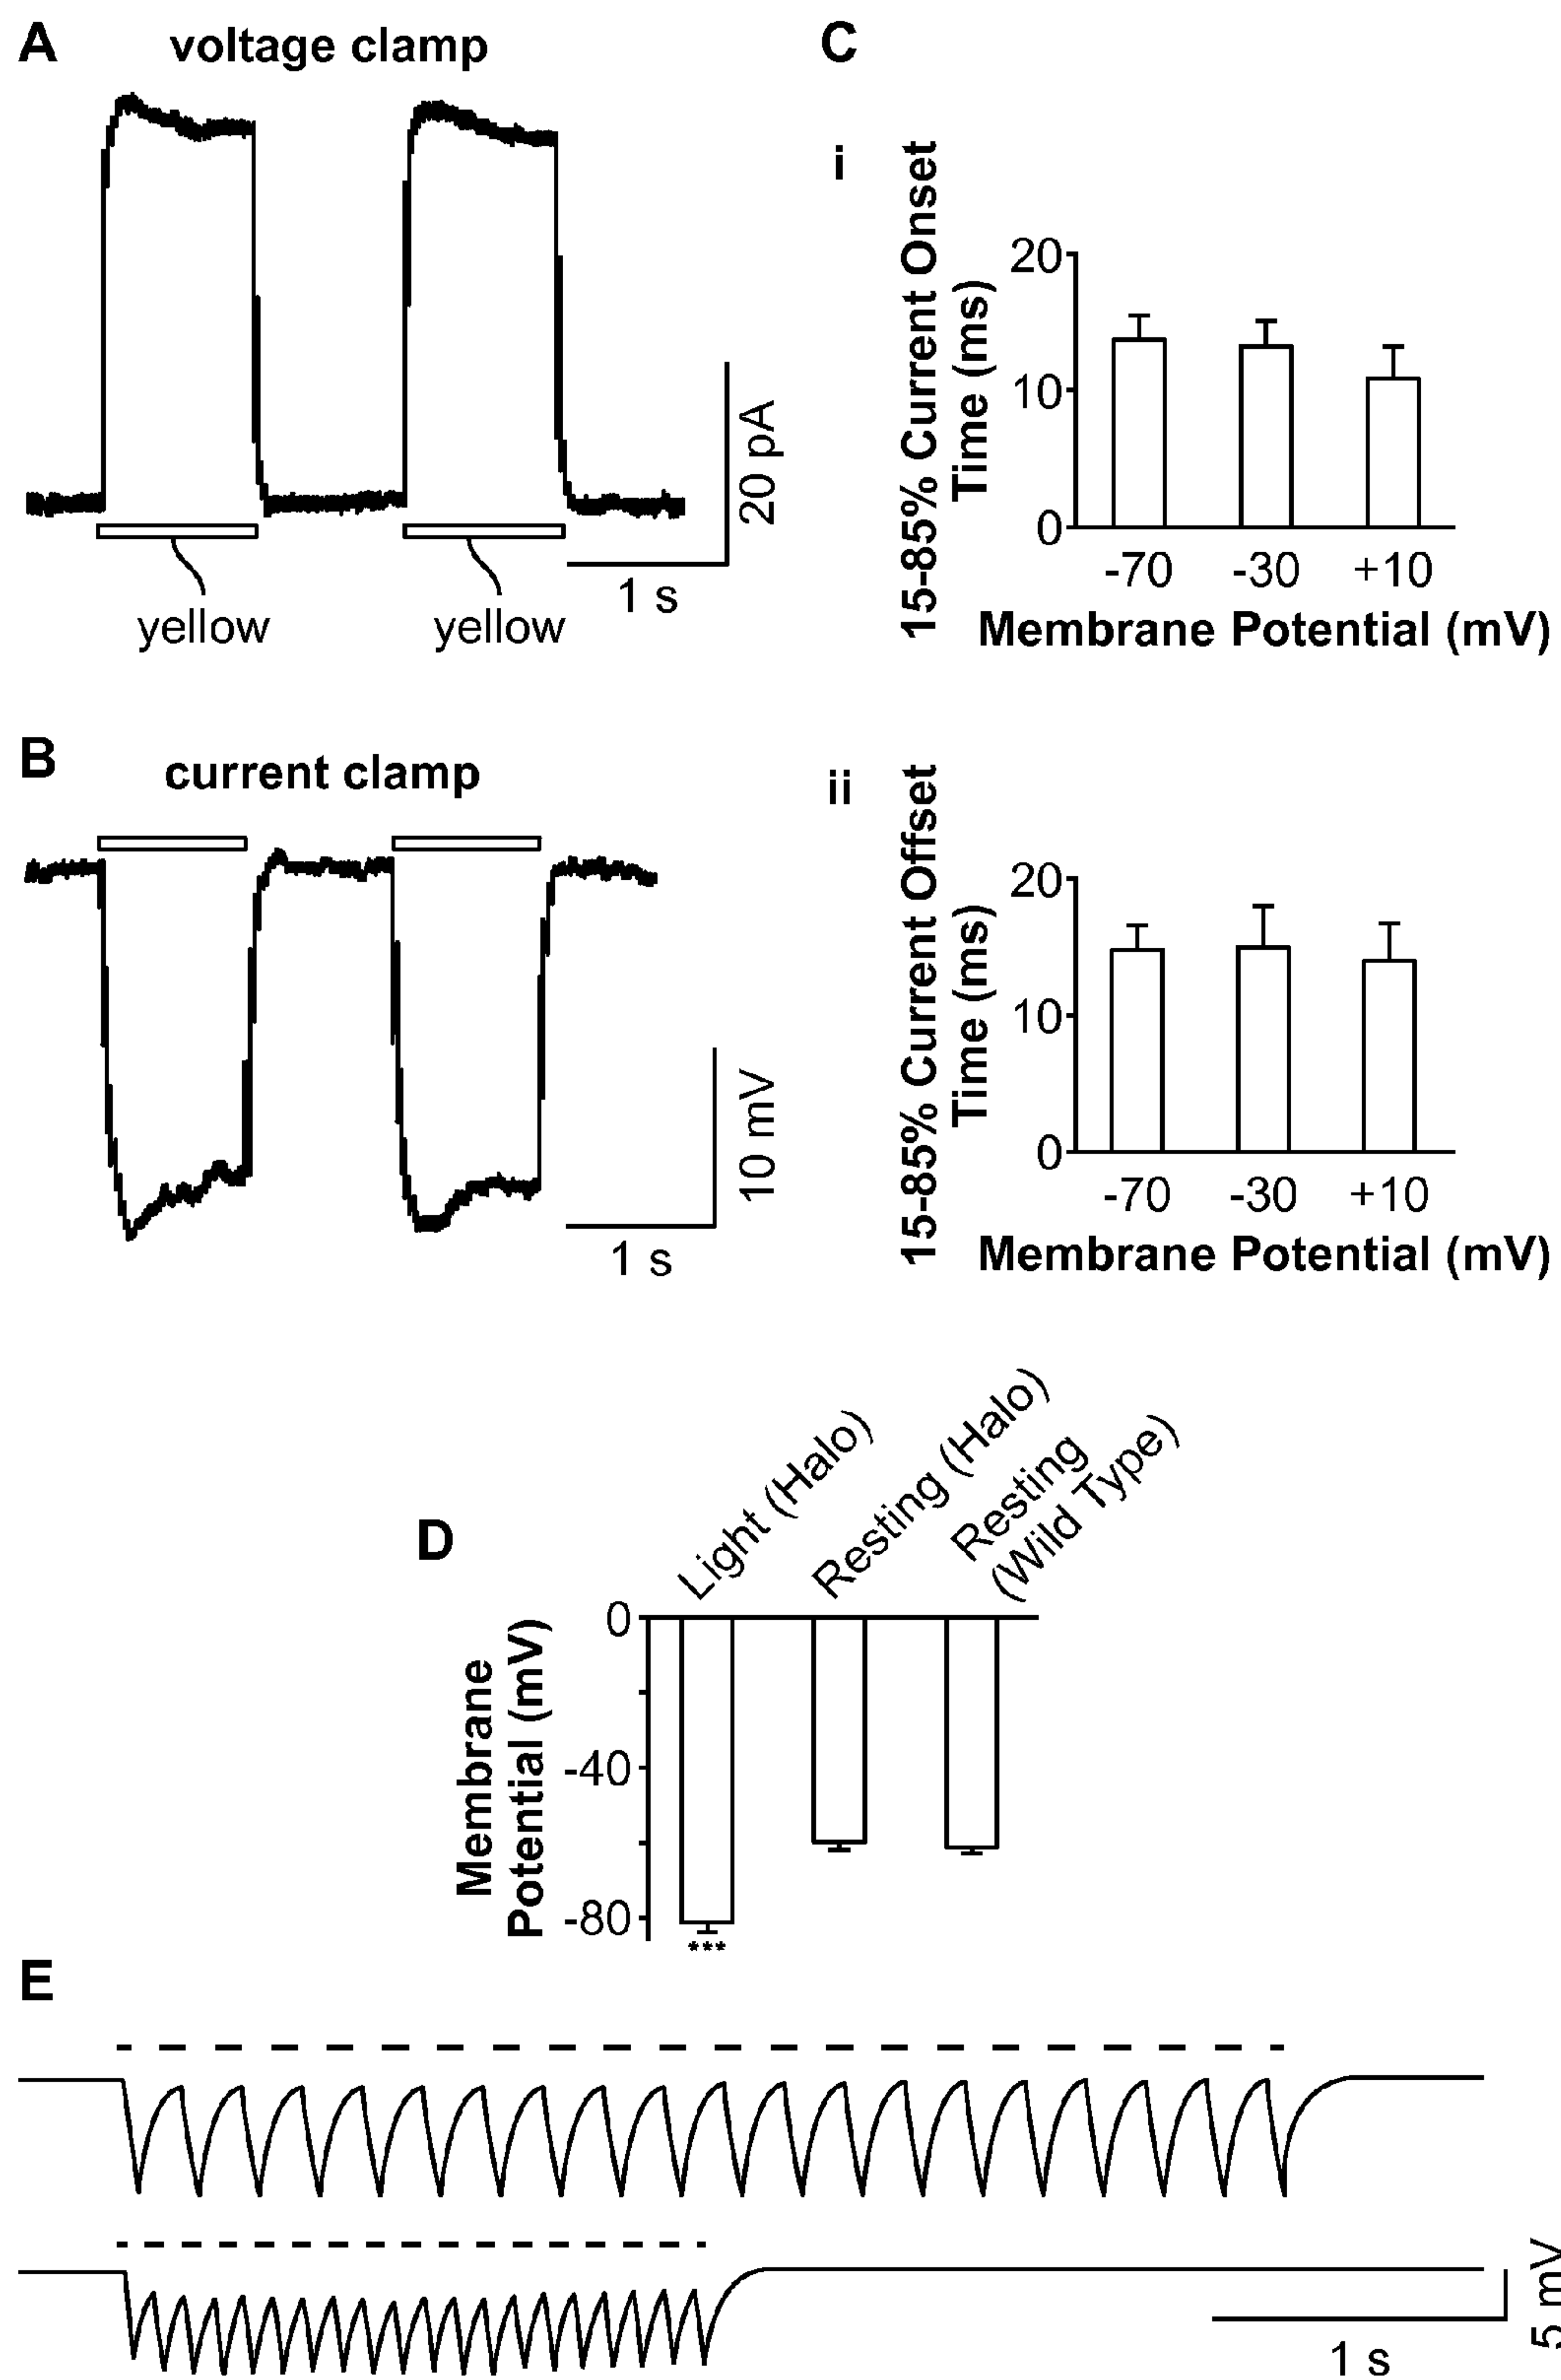 A
voltage clamp
20 pA
1 s
yellow
yellow
B
current clamp
10 mV
1 s
C
i
15-85% Current Onset
Time (ms)
20
10
0
-70
-30
+10
Membrane Potential (mV)
ii
15-85% Current Offset
Time (ms)
20
10
0
-70
-30
+10
Membrane Potential (mV)
D
Light (Halo)
Resting (Halo)
Resting
(Wild Type)
Membrane
Potential (mV)
0
-40
-80
***
E
5 mV
1 s